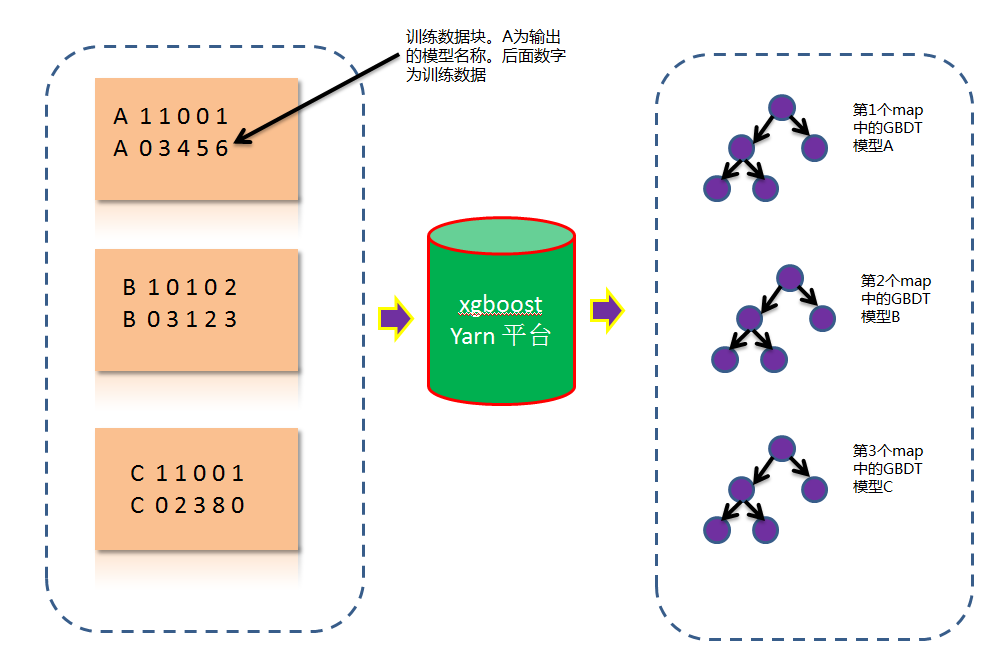 训练数据块。A为输出
的模型名称。后面数字
为训练数据
A 1 1 0 0 1
A 0 3 4 5 6
B 1 0 1 0 2
B 0 3 1 2 3
C 1 1 0 0 1
C 0 2 3 8 0
xgboost
Yarn 平台
第1个map
中的GBDT
模型A
第2个map
中的GBDT
模型B
第3个map
中的GBDT
模型C